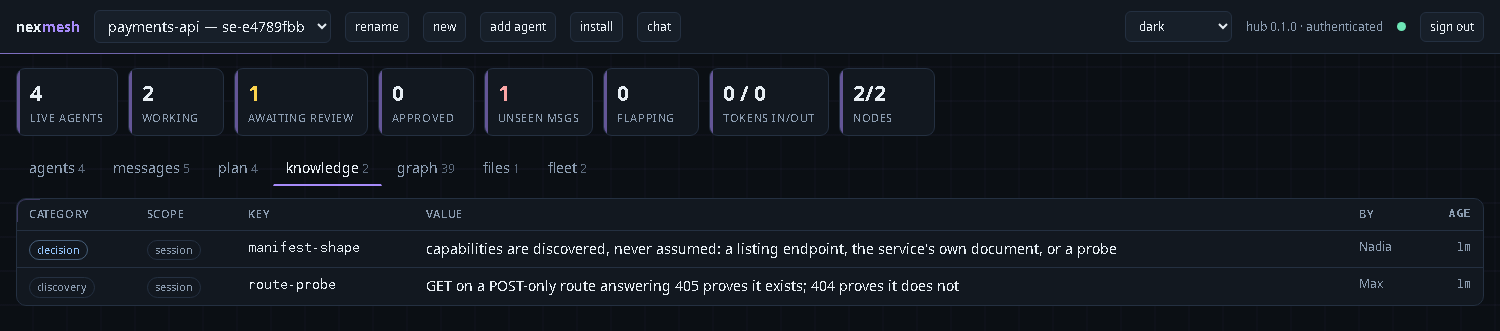 nexmesh payments-api — se-e4789fbb rename new add agent install chat dark hub 0.1.0 · authenticated sign out
4 2 1 0 1 0 0 / 0 2/2
LIVE AGENTS WORKING AWAITING REVIEW APPROVED UNSEEN MSGS FLAPPING TOKENS IN/OUT NODES
agents 4 messages 5 plan 4 knowledge 2 graph 39 files 1 fleet 2
CATEGORY SCOPE KEY VALUE BY AGE
decision session manifest-shape capabilities are discovered, never assumed: a listing endpoint, the service's own document, or a probe Nadia 1m
discovery session route-probe GET on a POST-only route answering 405 proves it exists; 404 proves it does not Max 1m